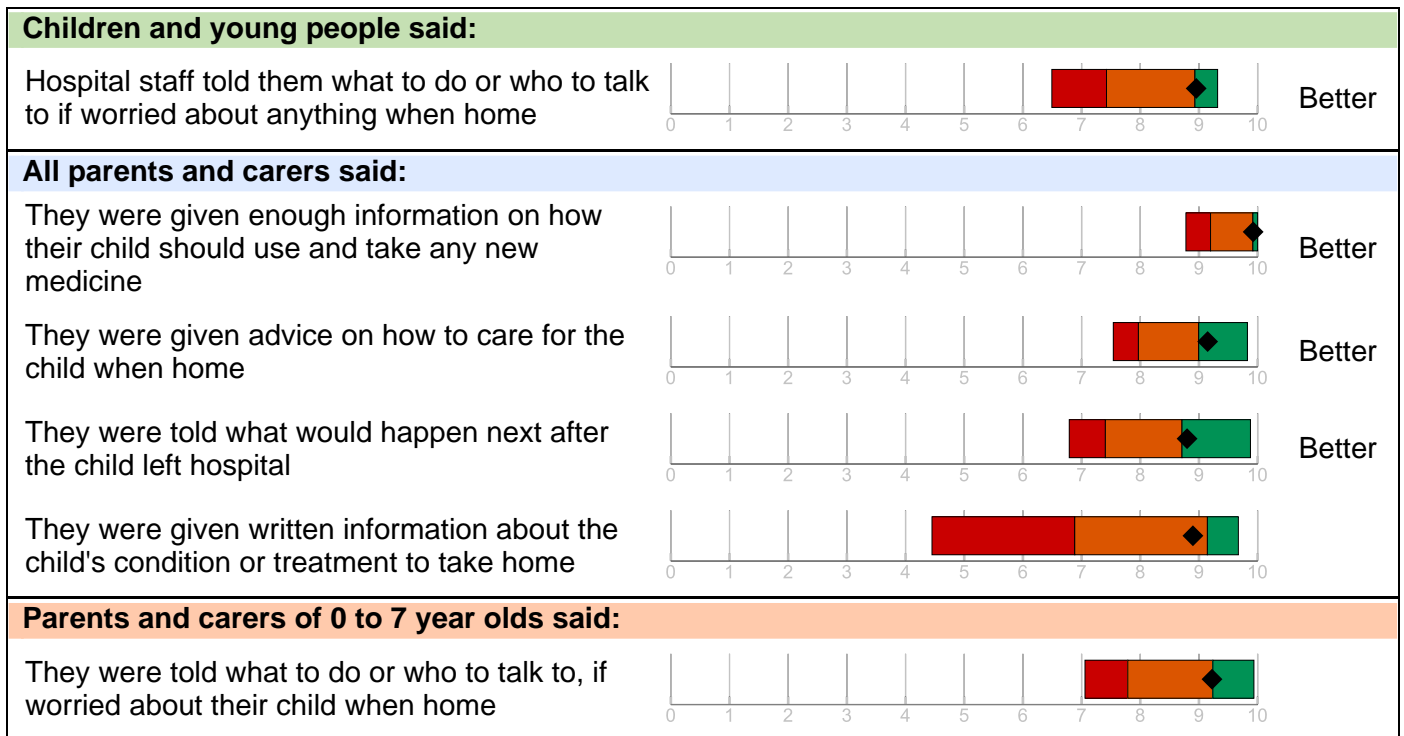 Children and young people said:
Hospital staff told them what to do or who to talk
to if worried about anything when home
0 1 2 3 4 5 6 7 8 9 10
Better
All parents and carers said:
They were given enough information on how
their child should use and take any new
medicine
0 1 2 3 4 5 6 7 8 9 10
Better
They were given advice on how to care for the
child when home
0 1 2 3 4 5 6 7 8 9 10
Better
They were told what would happen next after
the child left hospital
0 1 2 3 4 5 6 7 8 9 10
Better
They were given written information about the
child's condition or treatment to take home
0 1 2 3 4 5 6 7 8 9 10
Parents and carers of 0 to 7 year olds said:
They were told what to do or who to talk to, if
worried about their child when home
0 1 2 3 4 5 6 7 8 9 10